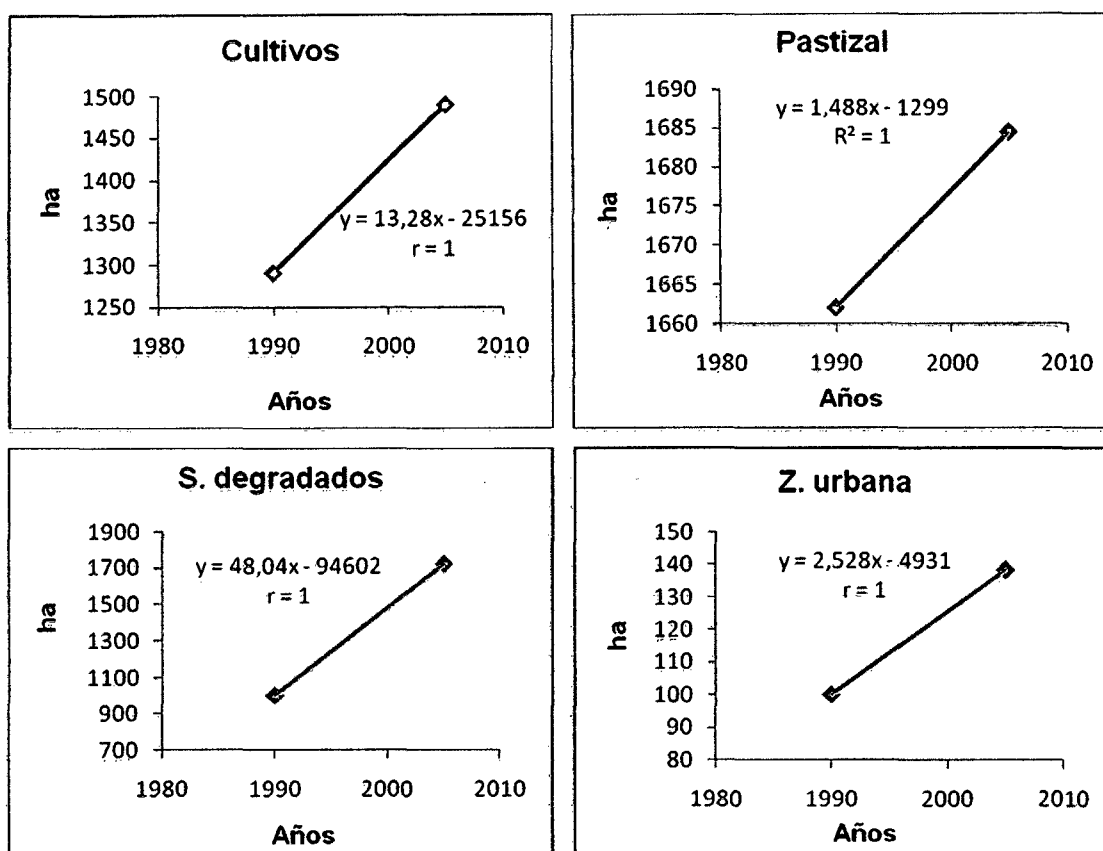 Cultivos
1500
1450
1400
1350
1300
1250
ha
y = 13,28x - 25156
r = 1
1980 1990 2000 2010
Años
Pastizal
1690
1685
1680
1675
1670
1665
1660
ha
y = 1,488x - 1299
R² = 1
1980 1990 2000 2010
Años
S. degradados
1900
1700
1500
1300
1100
900
700
ha
y = 48,04x - 94602
r = 1
1980 1990 2000 2010
Años
Z. urbana
150
140
130
120
110
100
90
80
ha
y = 2,528x - 4931
r = 1
1980 1990 2000 2010
Años